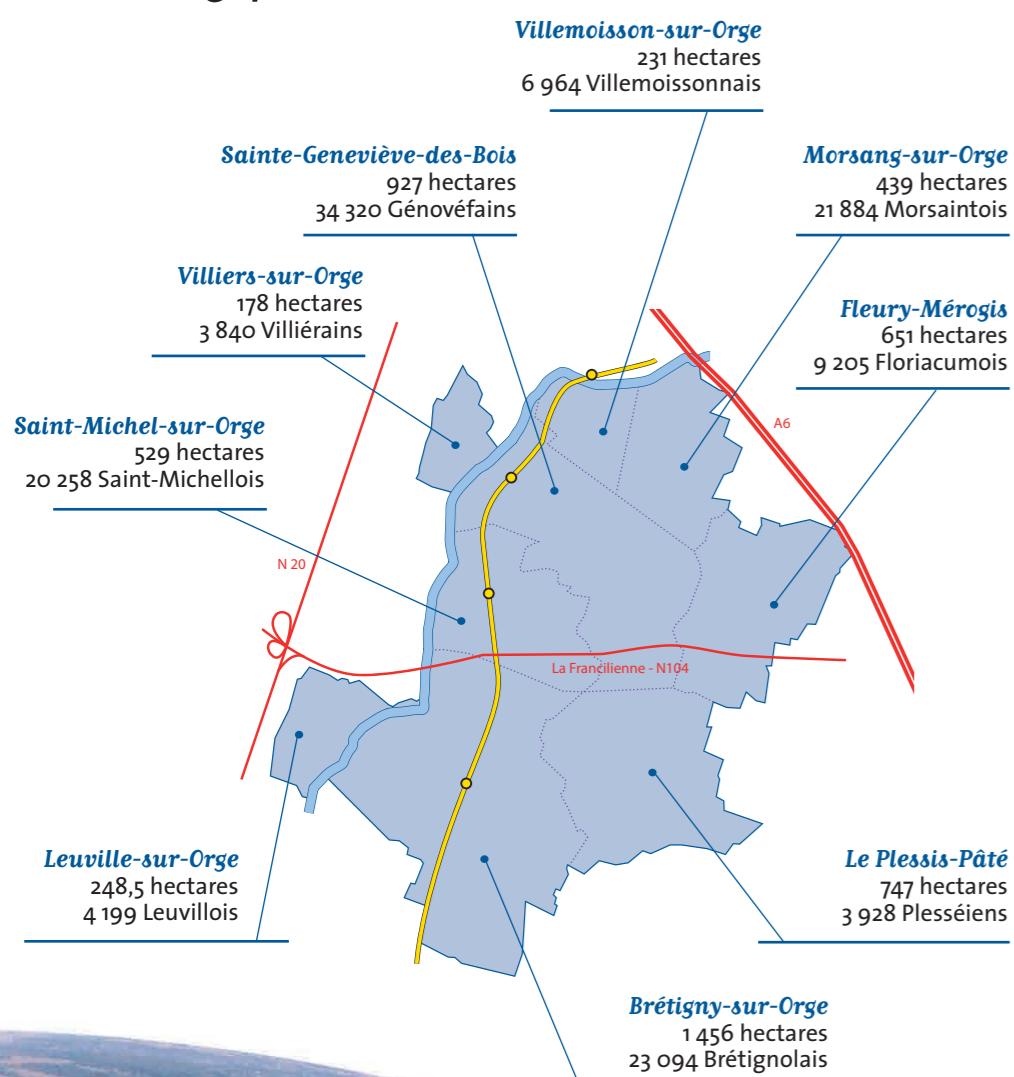 Villemoisson-sur-Orge
231 hectares
6 964 Villemoissonnais
Sainte-Geneviève-des-Bois
927 hectares
34 320 Génovéfains
Morsang-sur-Orge
439 hectares
21 884 Morsaintois
Villiers-sur-Orge
178 hectares
3 840 Villiérains
Fleury-Mérogis
651 hectares
9 205 Floriacumois
Saint-Michel-sur-Orge
529 hectares
20 258 Saint-Michellois
A6
N 20
La Francilienne - N104
Leuville-sur-Orge
248,5 hectares
4 199 Leuvillois
Le Plessis-Pâté
747 hectares
3 928 Plesséiens
Brétigny-sur-Orge
1 456 hectares
23 094 Brétignolais